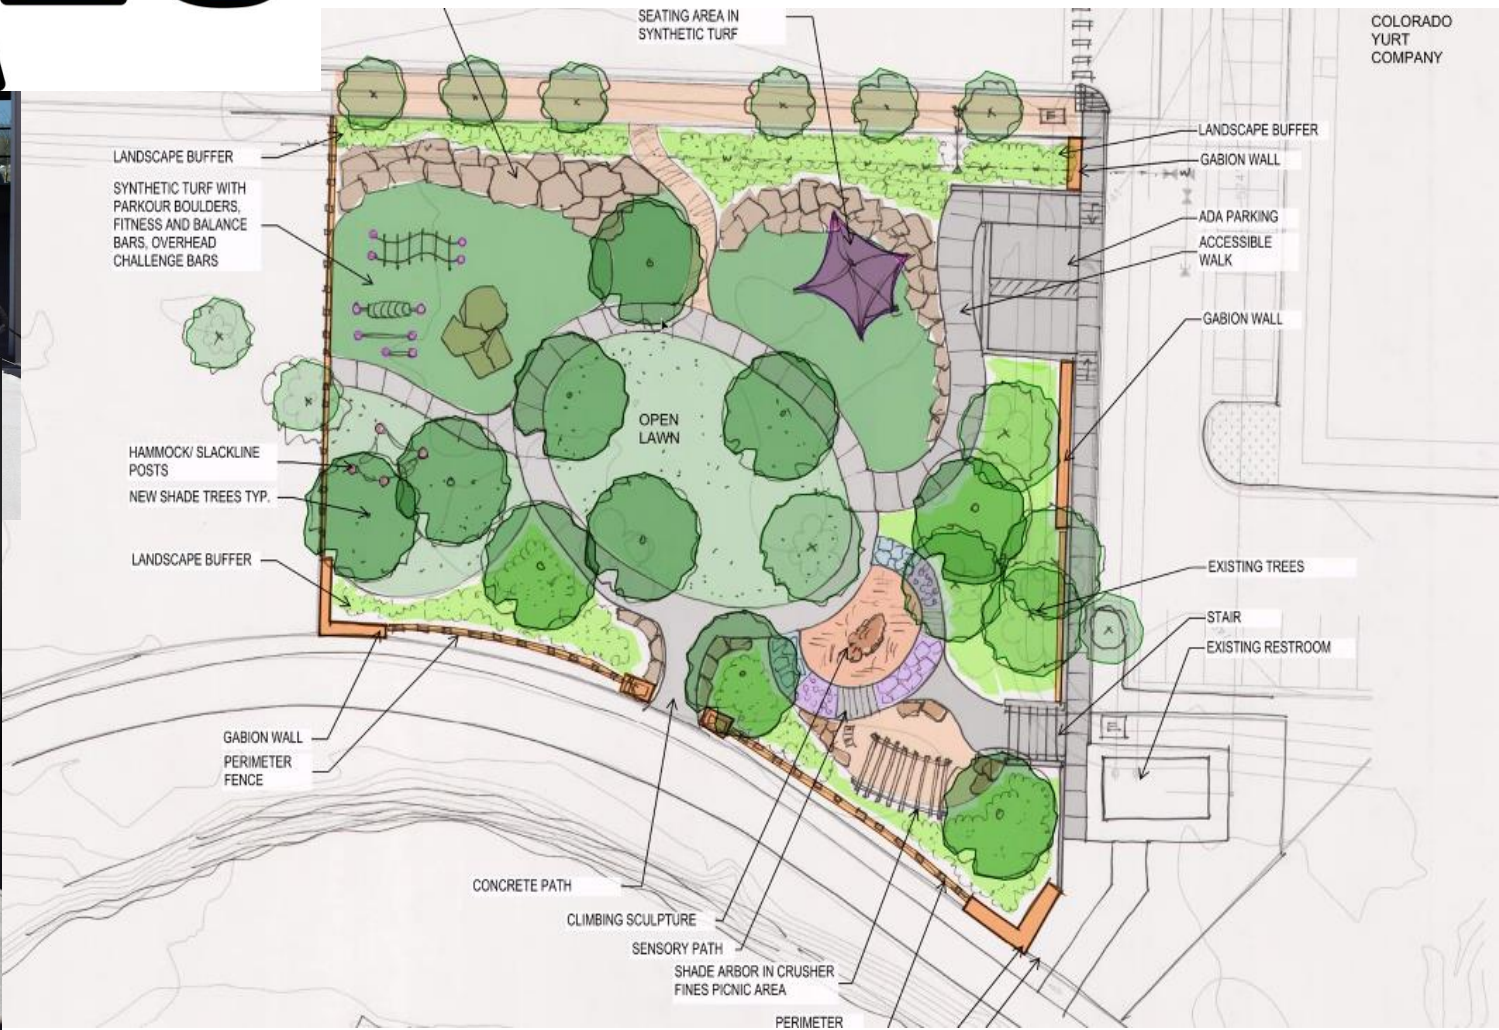 SEATING AREA IN
SYNTHETIC TURF
COLORADO
YURT
COMPANY
LANDSCAPE BUFFER
GABION WALL
LANDSCAPE BUFFER
SYNTHETIC TURF WITH
PARKOUR BOULDERS,
FITNESS AND BALANCE
BARS, OVERHEAD
CHALLENGE BARS
ADA PARKING
ACCESSIBLE
WALK
GABION WALL
OPEN
LAWN
HAMMOCK/ SLACKLINE
POSTS
NEW SHADE TREES TYP.
LANDSCAPE BUFFER
EXISTING TREES
STAIR
EXISTING RESTROOM
GABION WALL
PERIMETER
FENCE
CONCRETE PATH
CLIMBING SCULPTURE
SENSORY PATH
SHADE ARBOR IN CRUSHER
FINES PICNIC AREA
PERIMETER